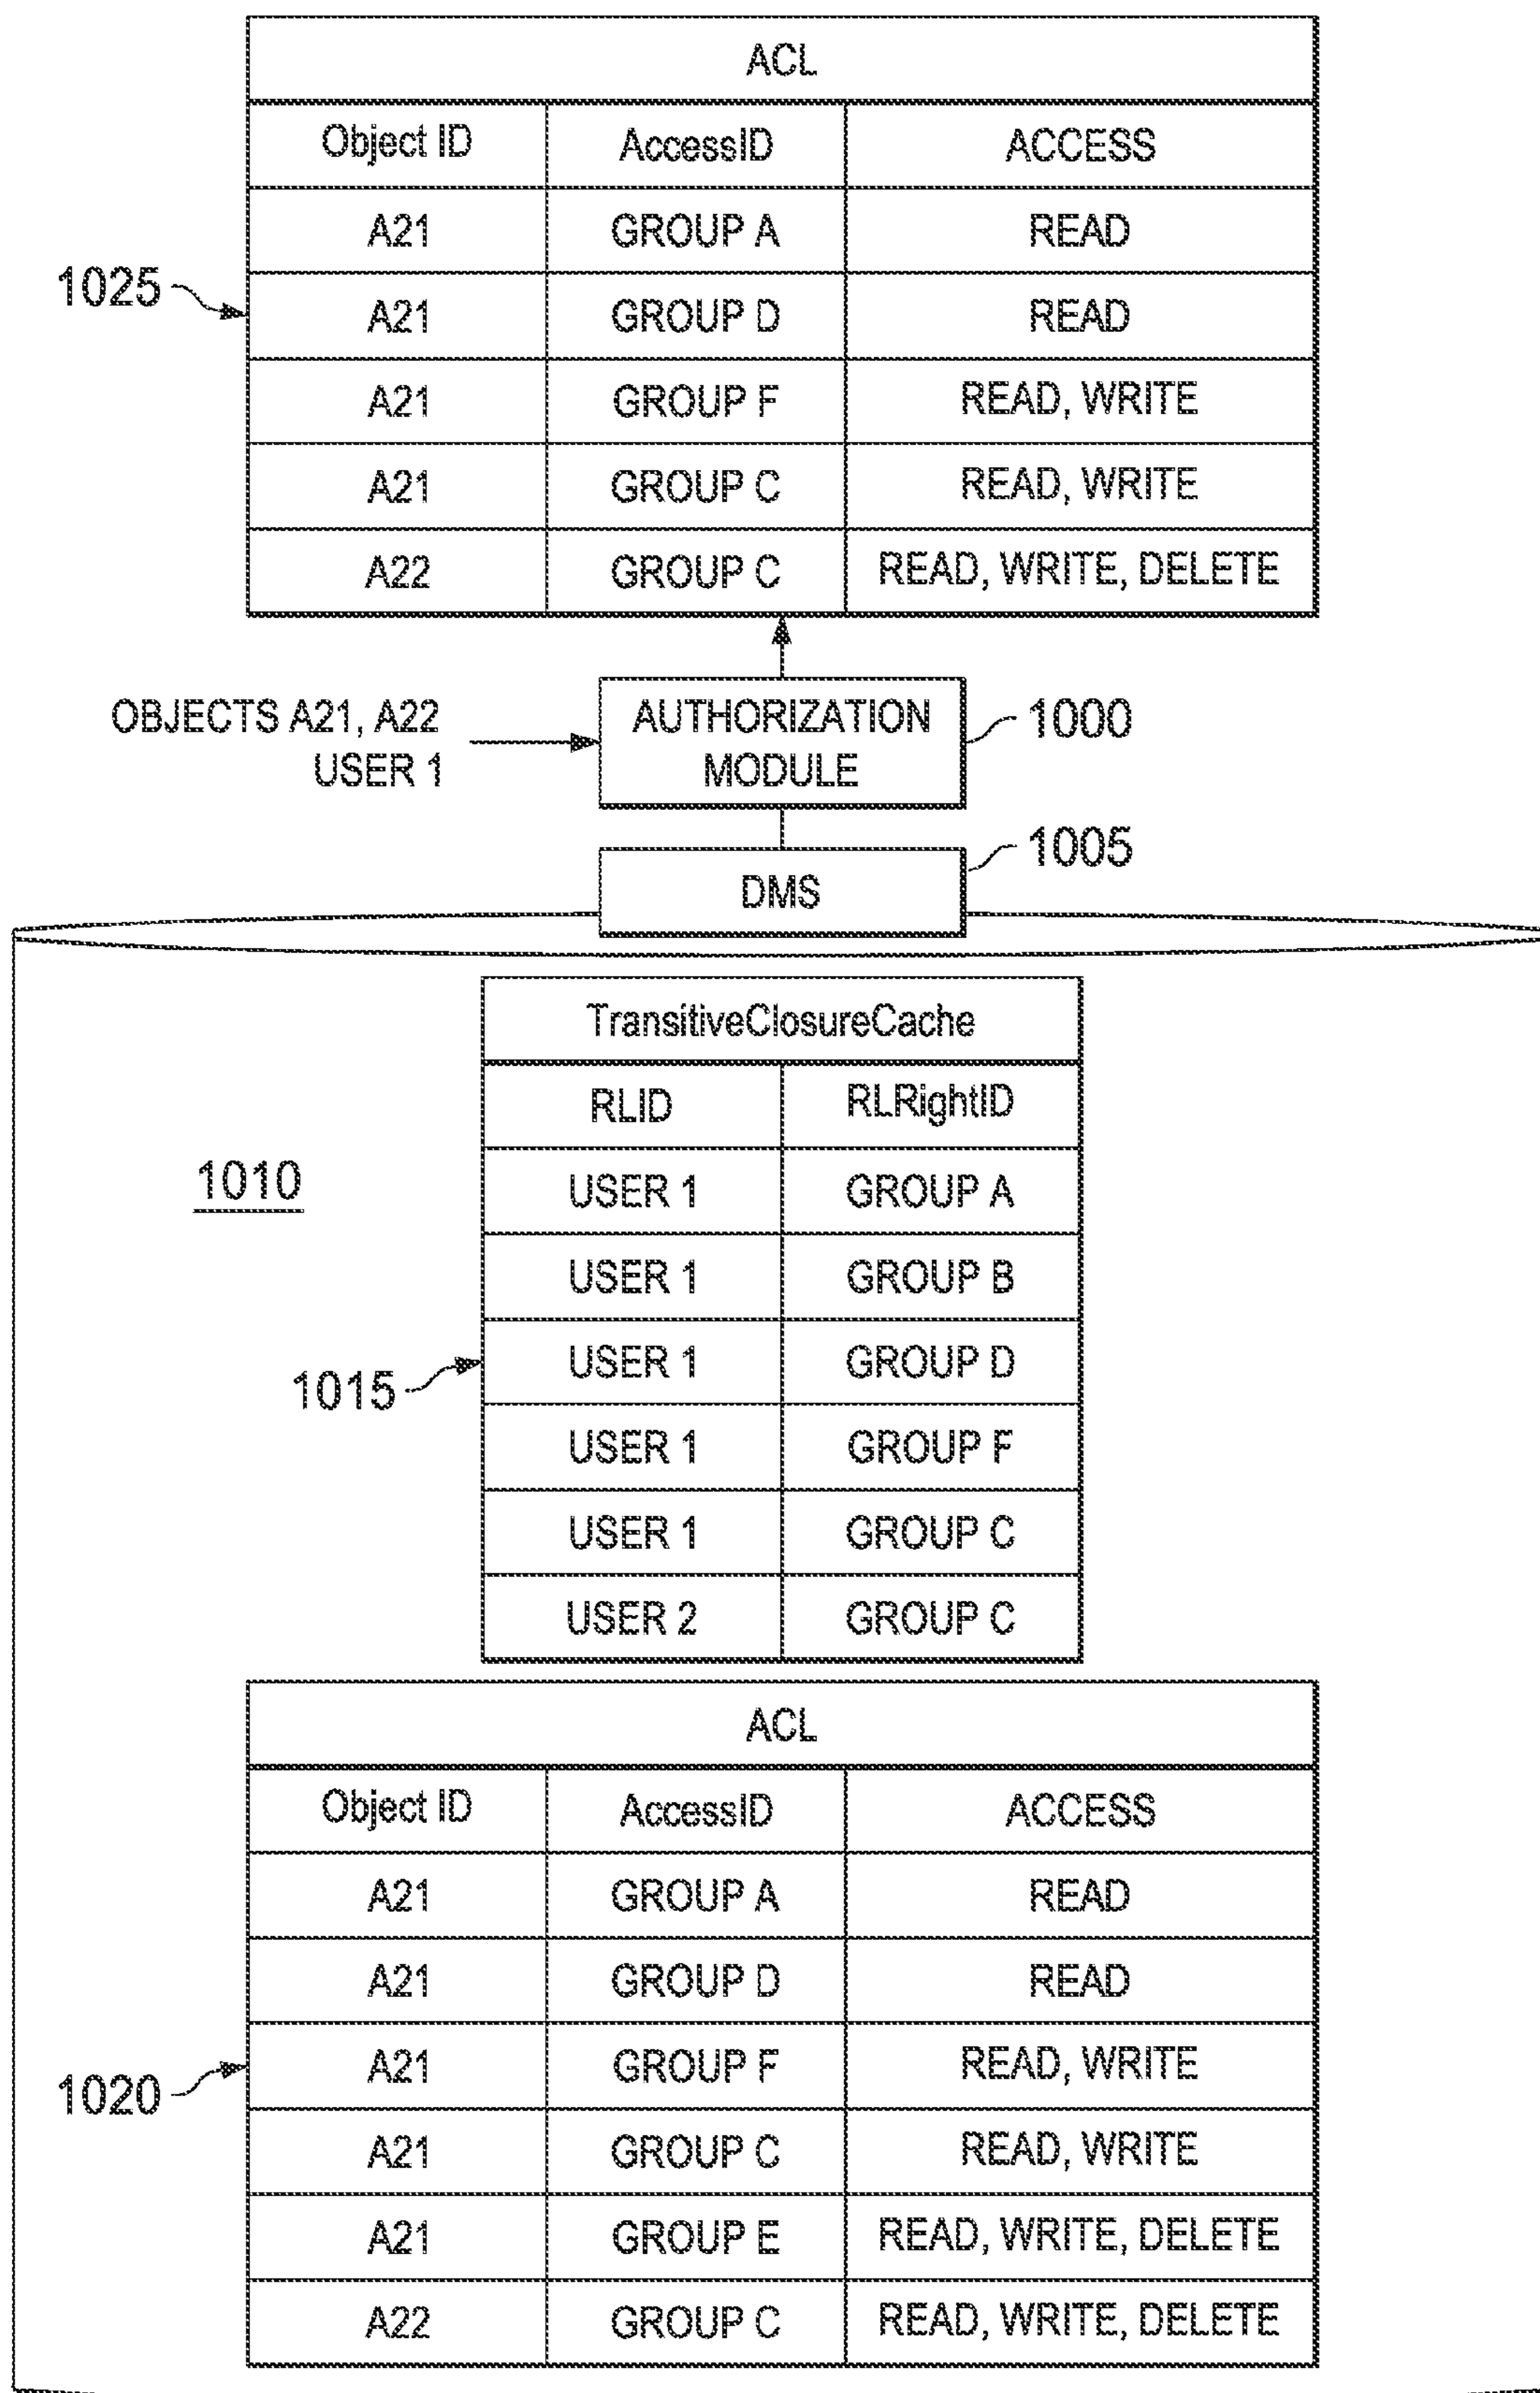 ACL
Object ID AccessID ACCESS
A21 GROUP A READ
1025
A21 GROUP D READ
A21 GROUP F READ, WRITE
A21 GROUP C READ, WRITE
A22 GROUP C READ, WRITE, DELETE
OBJECTS A21, A22
USER 1
AUTHORIZATION
MODULE
1000
1005
DMS
TransitiveClosureCache
RLID RLRightID
1010
USER 1 GROUP A
USER 1 GROUP B
USER 1 GROUP D
1015
USER 1 GROUP F
USER 1 GROUP C
USER 2 GROUP C
ACL
Object ID AccessID ACCESS
A21 GROUP A READ
A21 GROUP D READ
A21 GROUP F READ, WRITE
1020
A21 GROUP C READ, WRITE
A21 GROUP E READ, WRITE, DELETE
A22 GROUP C READ, WRITE, DELETE